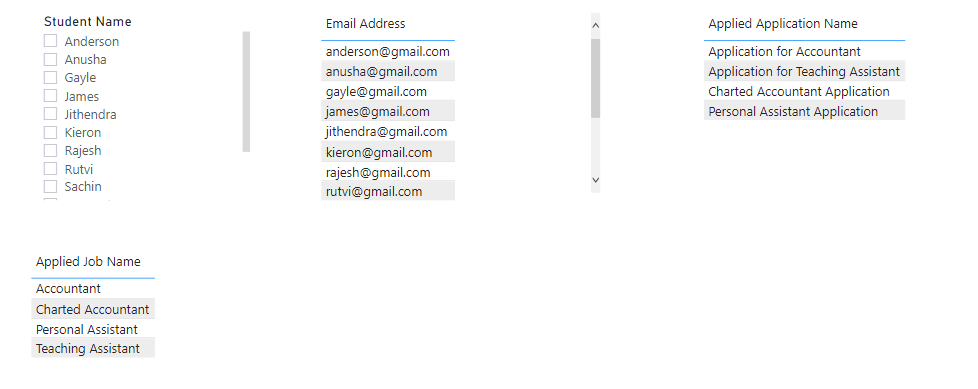 Student Name
Anderson
Anusha
Gayle
James
Jithendra
Kieron
Rajesh
Rutvi
Sachin
Email Address
anderson@gmail.com
anusha@gmail.com
gayle@gmail.com
james@gmail.com
jithendra@gmail.com
kieron@gmail.com
rajesh@gmail.com
rutvi@gmail.com
Applied Application Name
Application for Accountant
Application for Teaching Assistant
Charted Accountant Application
Personal Assistant Application
Applied Job Name
Accountant
Charted Accountant
Personal Assistant
Teaching Assistant